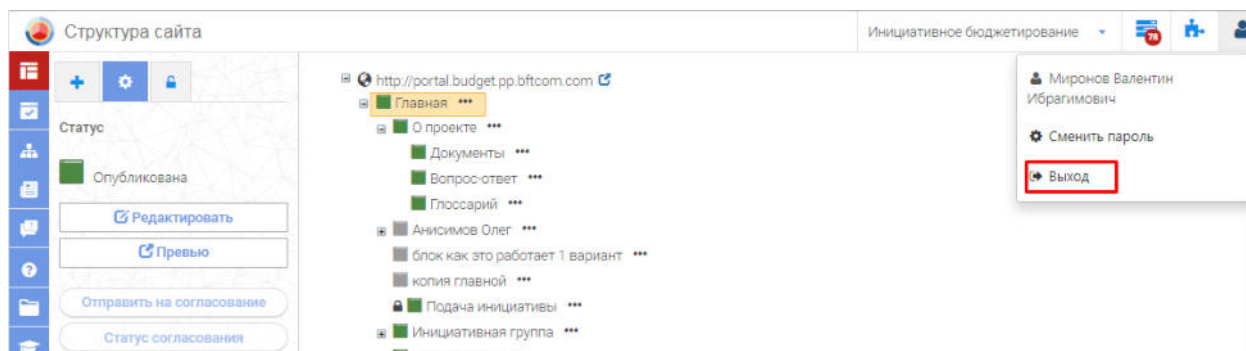 Структура сайта
Инициативное бюджетирование
78
http://portal.budget.pp.bftcom.com
Миронов Валентин
Ибрагимович
Сменить пароль
Выход
Статус
Опубликована
Редактировать
Превью
Отправить на согласование
Статус согласования
Главная •••
О проекте •••
Документы •••
Вопрос-ответ •••
Глоссарий •••
Анисимов Олег •••
блок как это работает 1 вариант •••
копия главной •••
Подача инициативы •••
Инициативная группа •••